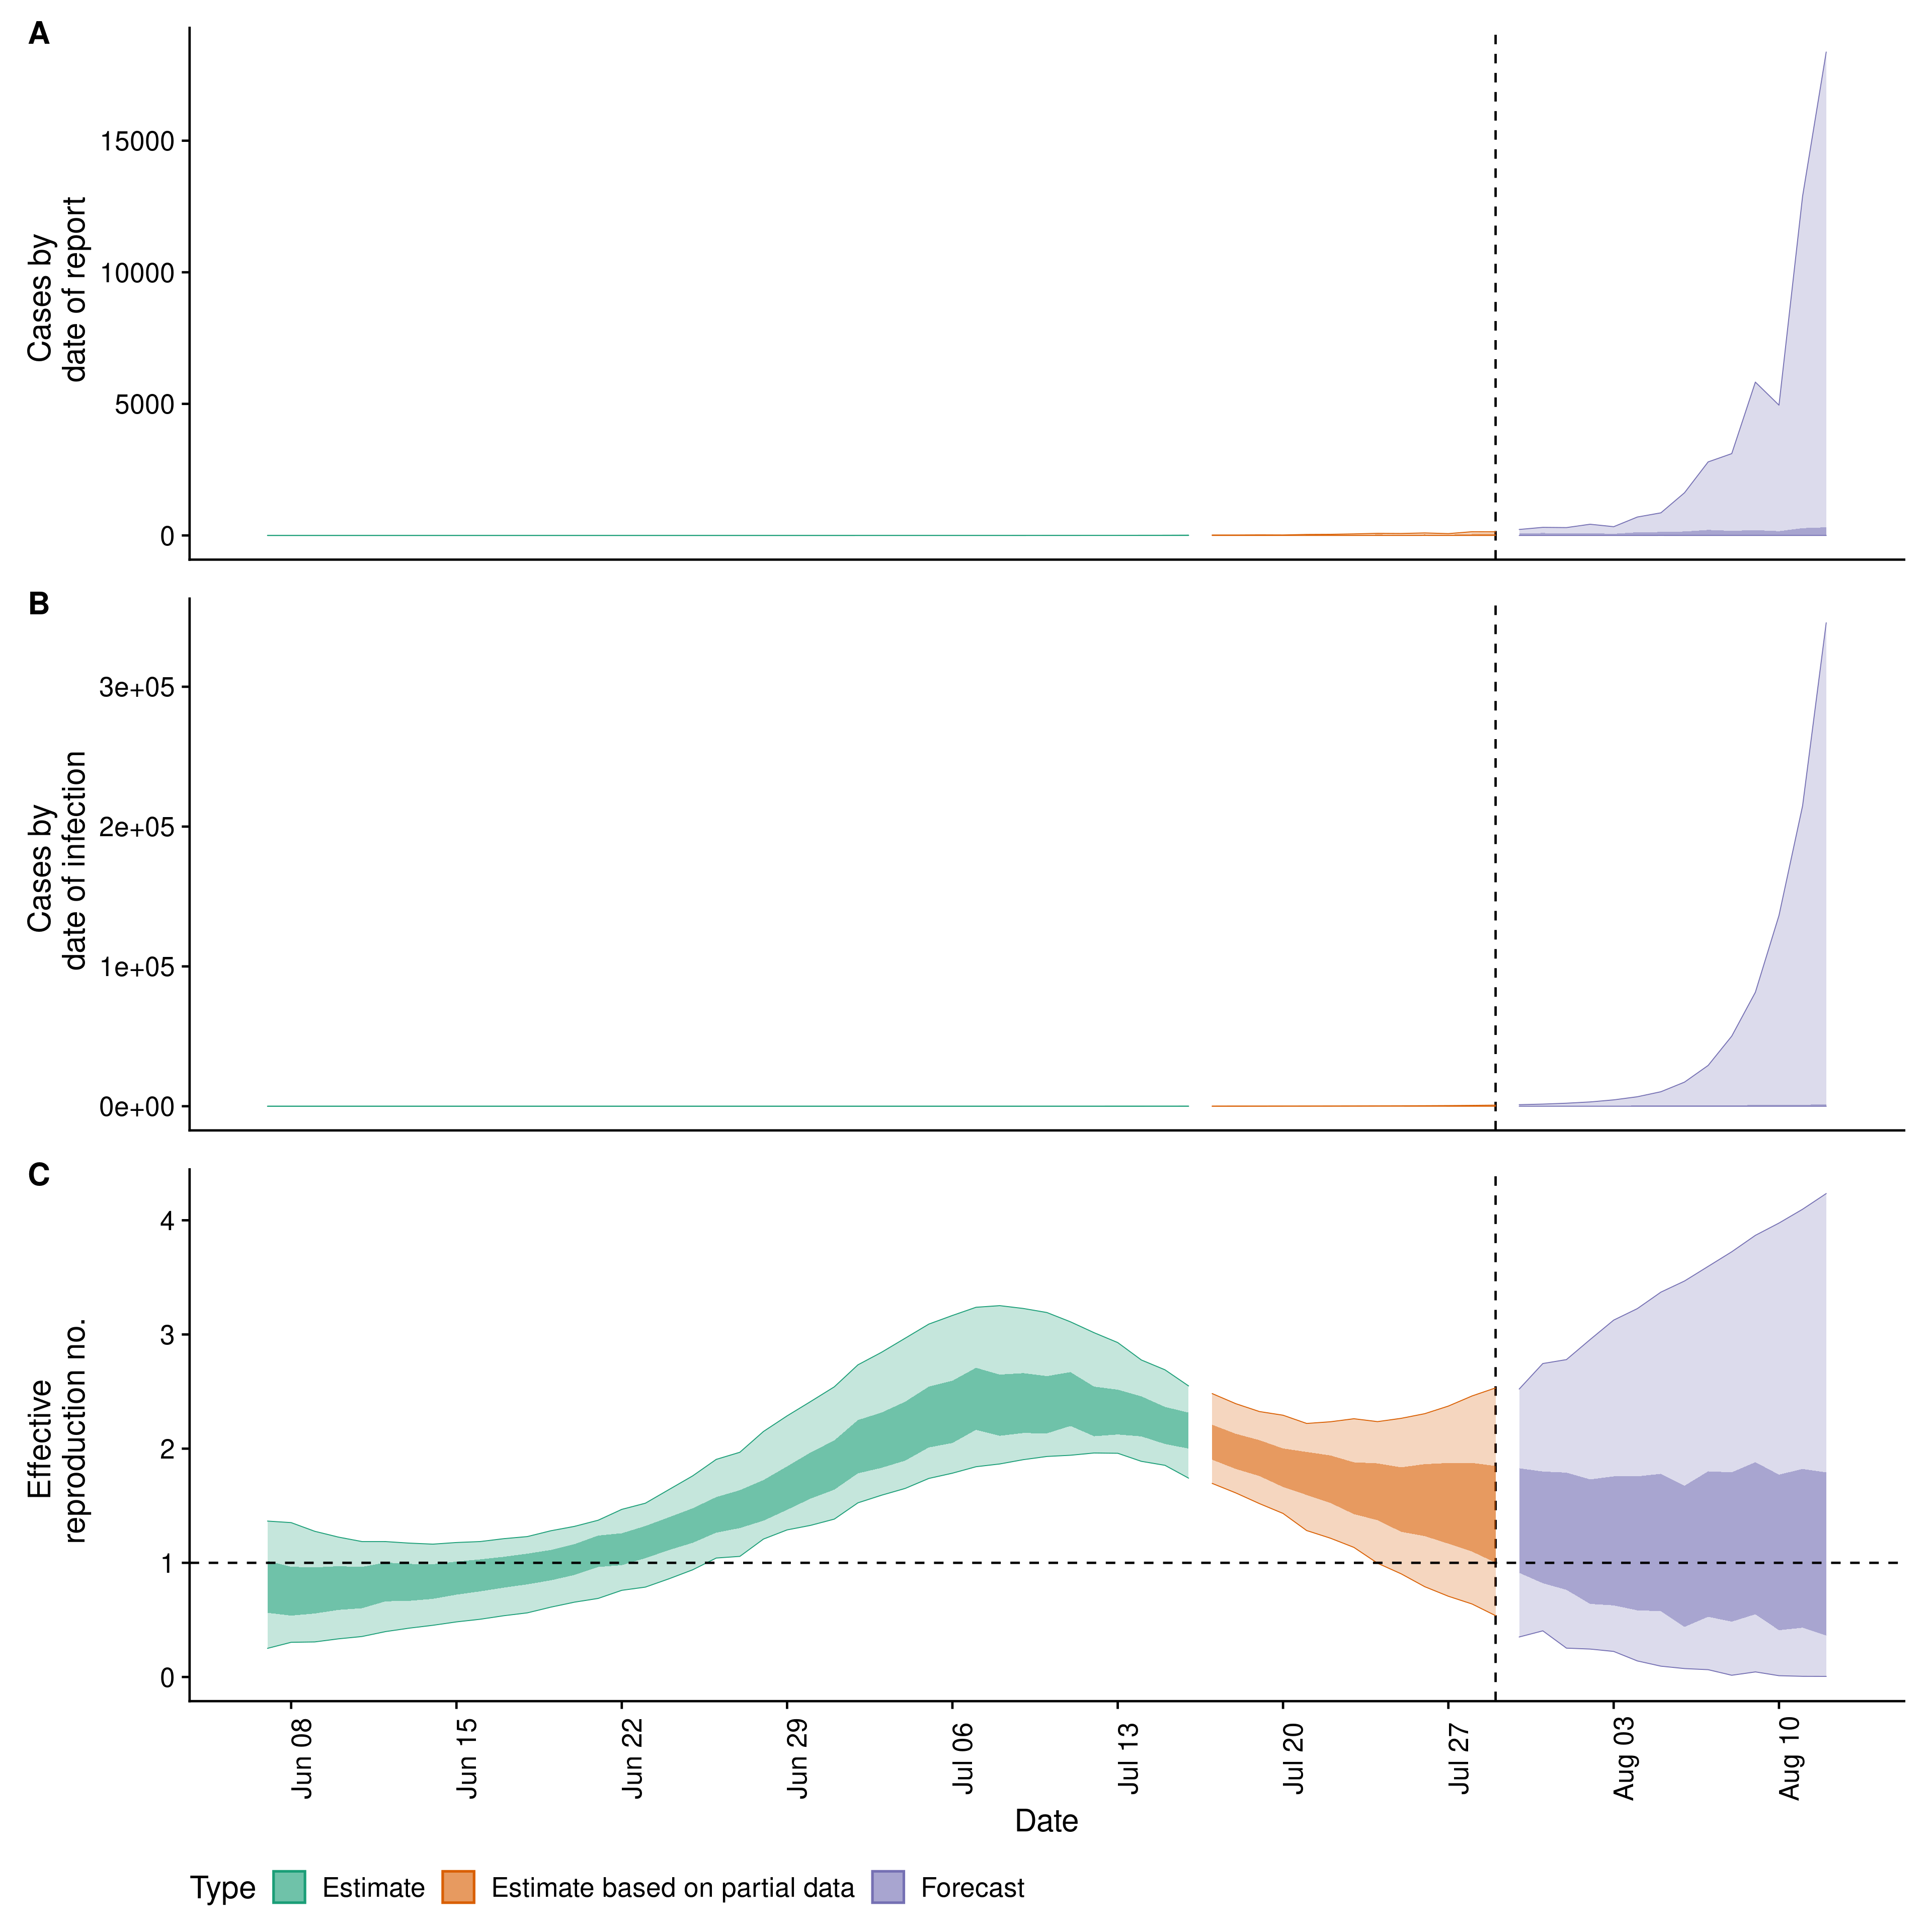 A
Cases by
date of report
15000
10000
5000
0
B
Cases by
date of infection
3e+05
2e+05
1e+05
0e+00
C
Effective
reproduction no.
4
3
2
1
0
Jun 08
Jun 15
Jun 22
Jun 29
Jul 06
Jul 13
Jul 20
Jul 27
Aug 03
Aug 10
Date
Type Estimate Estimate based on partial data Forecast